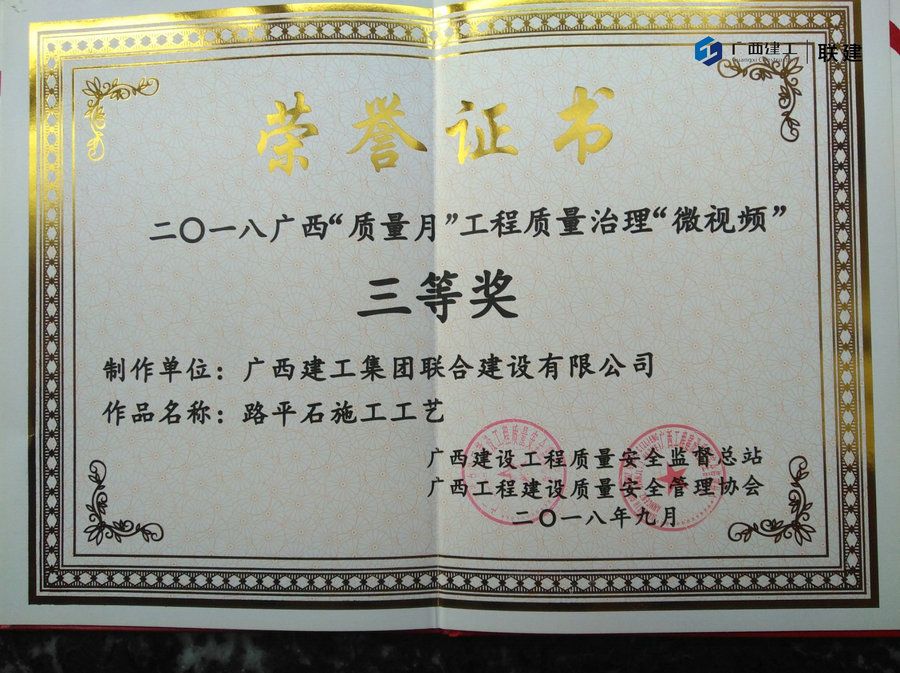 广西建工 联建
荣誉证书
二〇一八广西“质量月”工程质量治理“微视频”
三等奖
制作单位：广西建工集团联合建设有限公司
作品名称：路平石施工工艺
广西建设工程质量安全监督总站
广西工程建设质量安全管理协会
二〇一八年九月